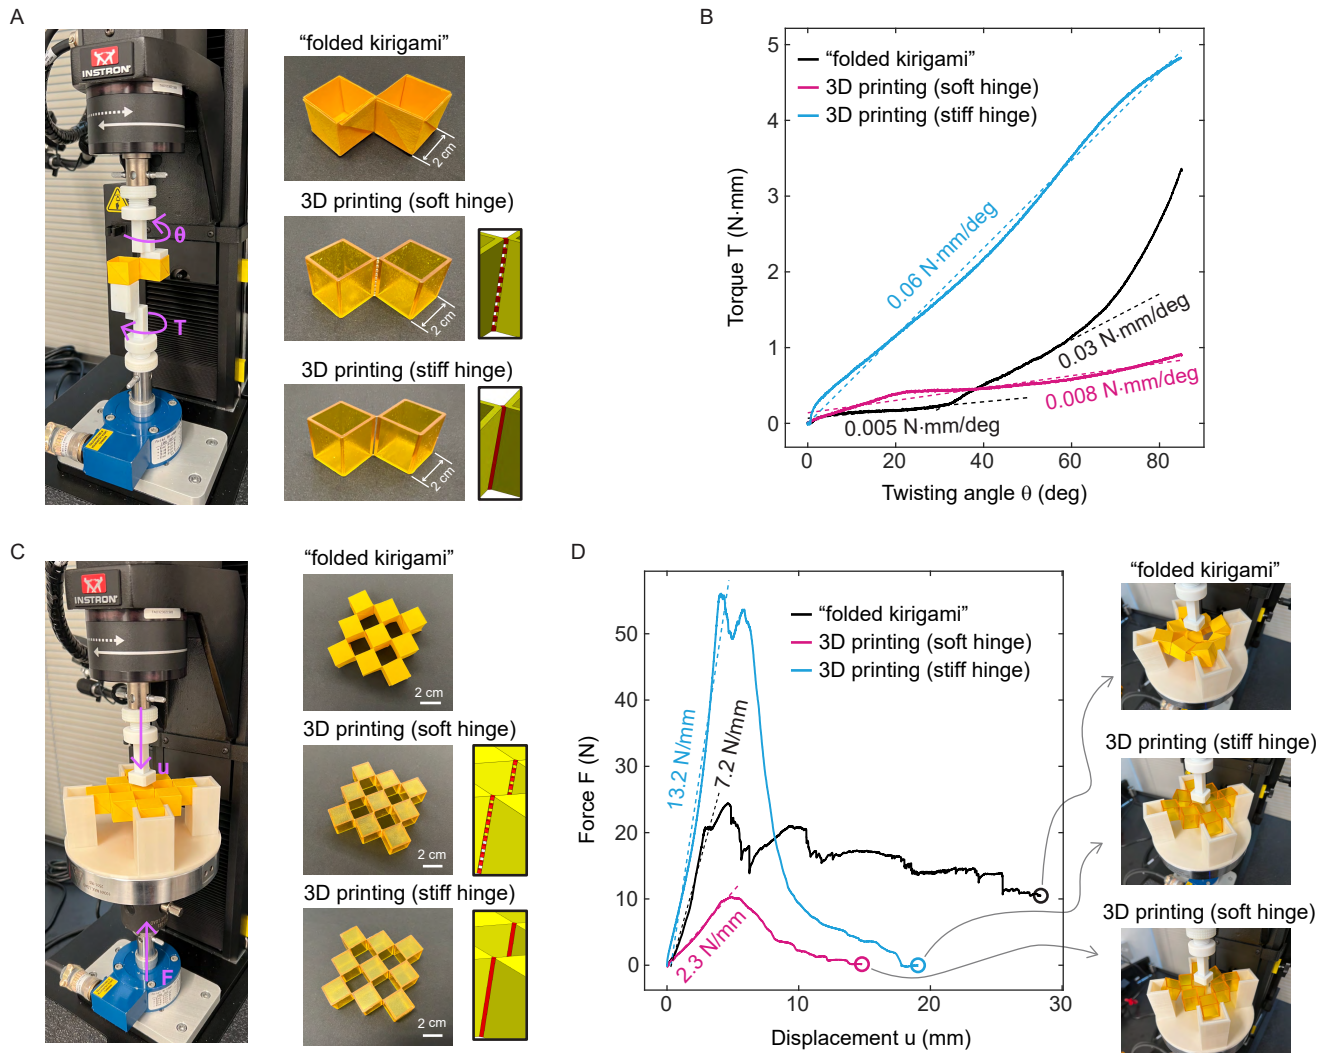 A
INSTRON
θ
T
“folded kirigami”
2 cm
3D printing (soft hinge)
2 cm
3D printing (stiff hinge)
2 cm
B
5
4
3
2
1
0
Torque T (N·mm)
“folded kirigami”
3D printing (soft hinge)
3D printing (stiff hinge)
0.06 N·mm/deg
0.03 N·mm/deg
0.008 N·mm/deg
0.005 N·mm/deg
0
20
40
60
80
Twisting angle θ (deg)
C
INSTRON
u
F
“folded kirigami”
2 cm
3D printing (soft hinge)
2 cm
3D printing (stiff hinge)
2 cm
D
50
40
30
20
10
0
Force F (N)
“folded kirigami”
3D printing (soft hinge)
3D printing (stiff hinge)
13.2 N/mm
7.2 N/mm
2.3 N/mm
0
10
20
30
Displacement u (mm)
“folded kirigami”
3D printing (stiff hinge)
3D printing (soft hinge)